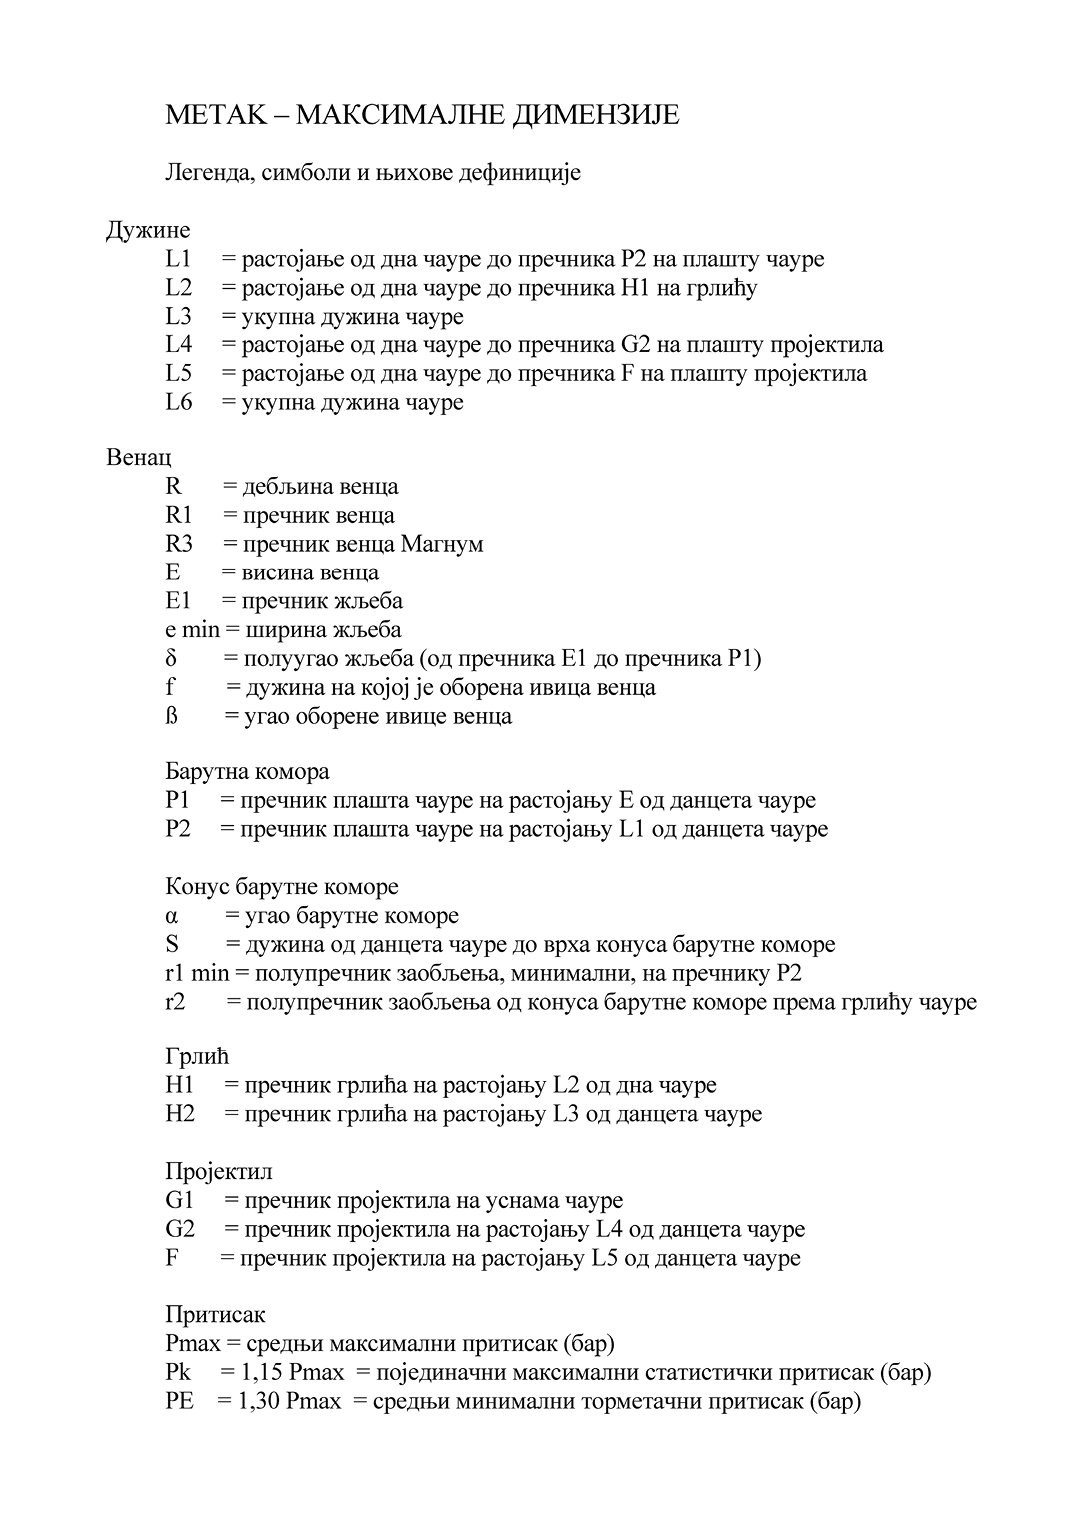 МЕТАК – МАКСИМАЛНЕ ДИМЕНЗИЈЕ
Легенда, симболи и њихове дефиниције
Дужине
L1 = растојање од дна чауре до пречника P2 на плашту чауре
L2 = растојање од дна чауре до пречника H1 на грлићу
L3 = укупна дужина чауре
L4 = растојање од дна чауре до пречника G2 на плашту пројектила
L5 = растојање од дна чауре до пречника F на плашту пројектила
L6 = укупна дужина чауре
Венац
R = дебљина венца
R1 = пречник венца
R3 = пречник венца Магнум
E = висина венца
E1 = пречник жљеба
e min = ширина жљеба
δ = полуугао жљеба (од пречника E1 до пречника P1)
f = дужина на којој је оборена ивица венца
ß = угао оборене ивице венца
Барутна комора
P1 = пречник плашта чауре на растојању E од данцета чауре
P2 = пречник плашта чауре на растојању L1 од данцета чауре
Конус барутне коморе
α = угао барутне коморе
S = дужина од данцета чауре до врха конуса барутне коморе
r1 min = полупречник заобљења, минимални, на пречнику P2
r2 = полупречник заобљења од конуса барутне коморе према грлићу чауре
Грлић
H1 = пречник грлића на растојању L2 од дна чауре
H2 = пречник грлића на растојању L3 од данцета чауре
Пројектил
G1 = пречник пројектила на уснама чауре
G2 = пречник пројектила на растојању L4 од данцета чауре
F = пречник пројектила на растојању L5 од данцета чауре
Притисак
Pmax = средњи максимални притисак (бар)
Pk = 1,15 Pmax = појединачни максимални статистички притисак (бар)
PE = 1,30 Pmax = средњи минимални торметачни притисак (бар)